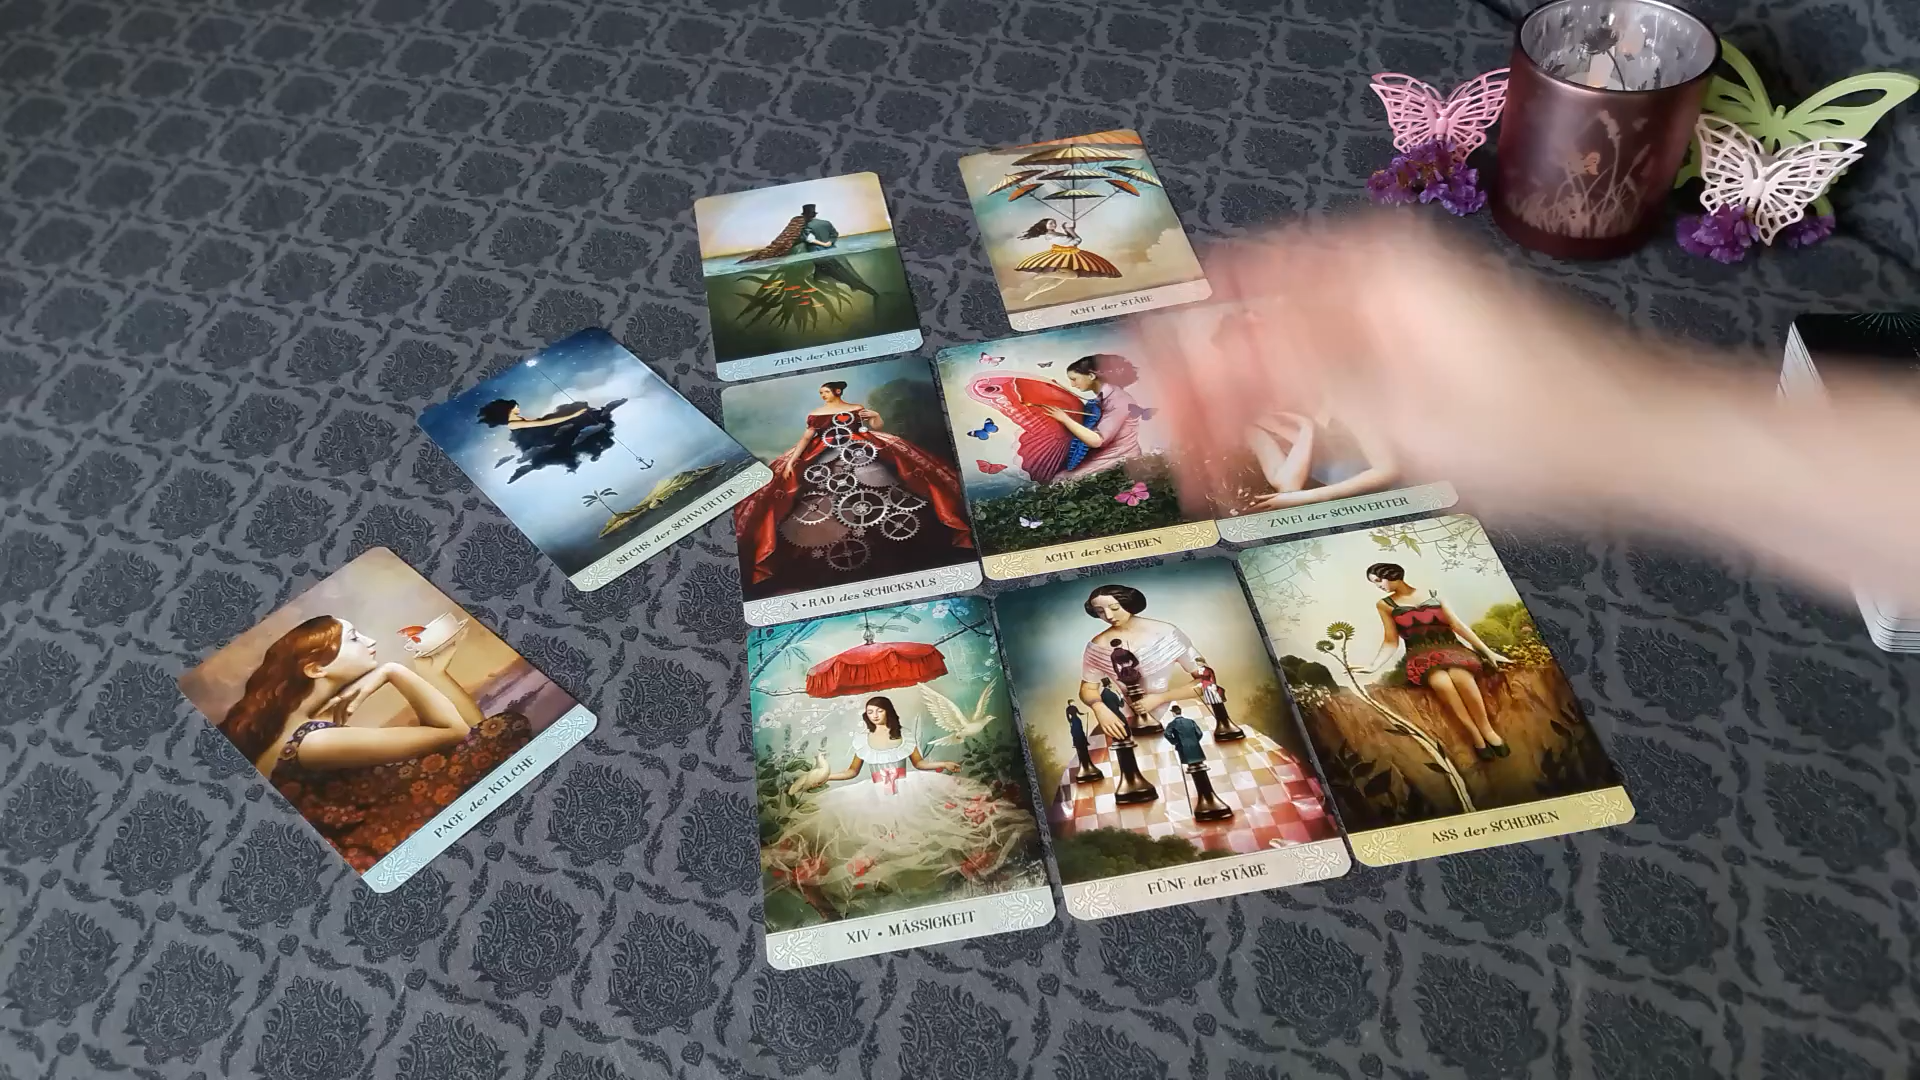 ZEHN der KELCHE
ACHT der STÄBE
SECHS der SCHWERTER
X • RAD des SCHICKSALS
ACHT der SCHEIBEN
ZWEI der SCHWERTER
PAGE der KELCHE
XIV • MÄSSIGKEIT
FÜNF der STÄBE
ASS der SCHEIBEN